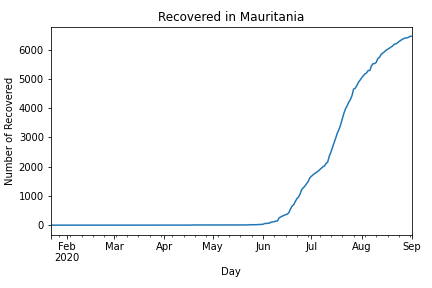 Recovered in Mauritania
Number of Recovered
6000
5000
4000
3000
2000
1000
0
Feb Mar Apr May Jun Jul Aug Sep
2020
Day